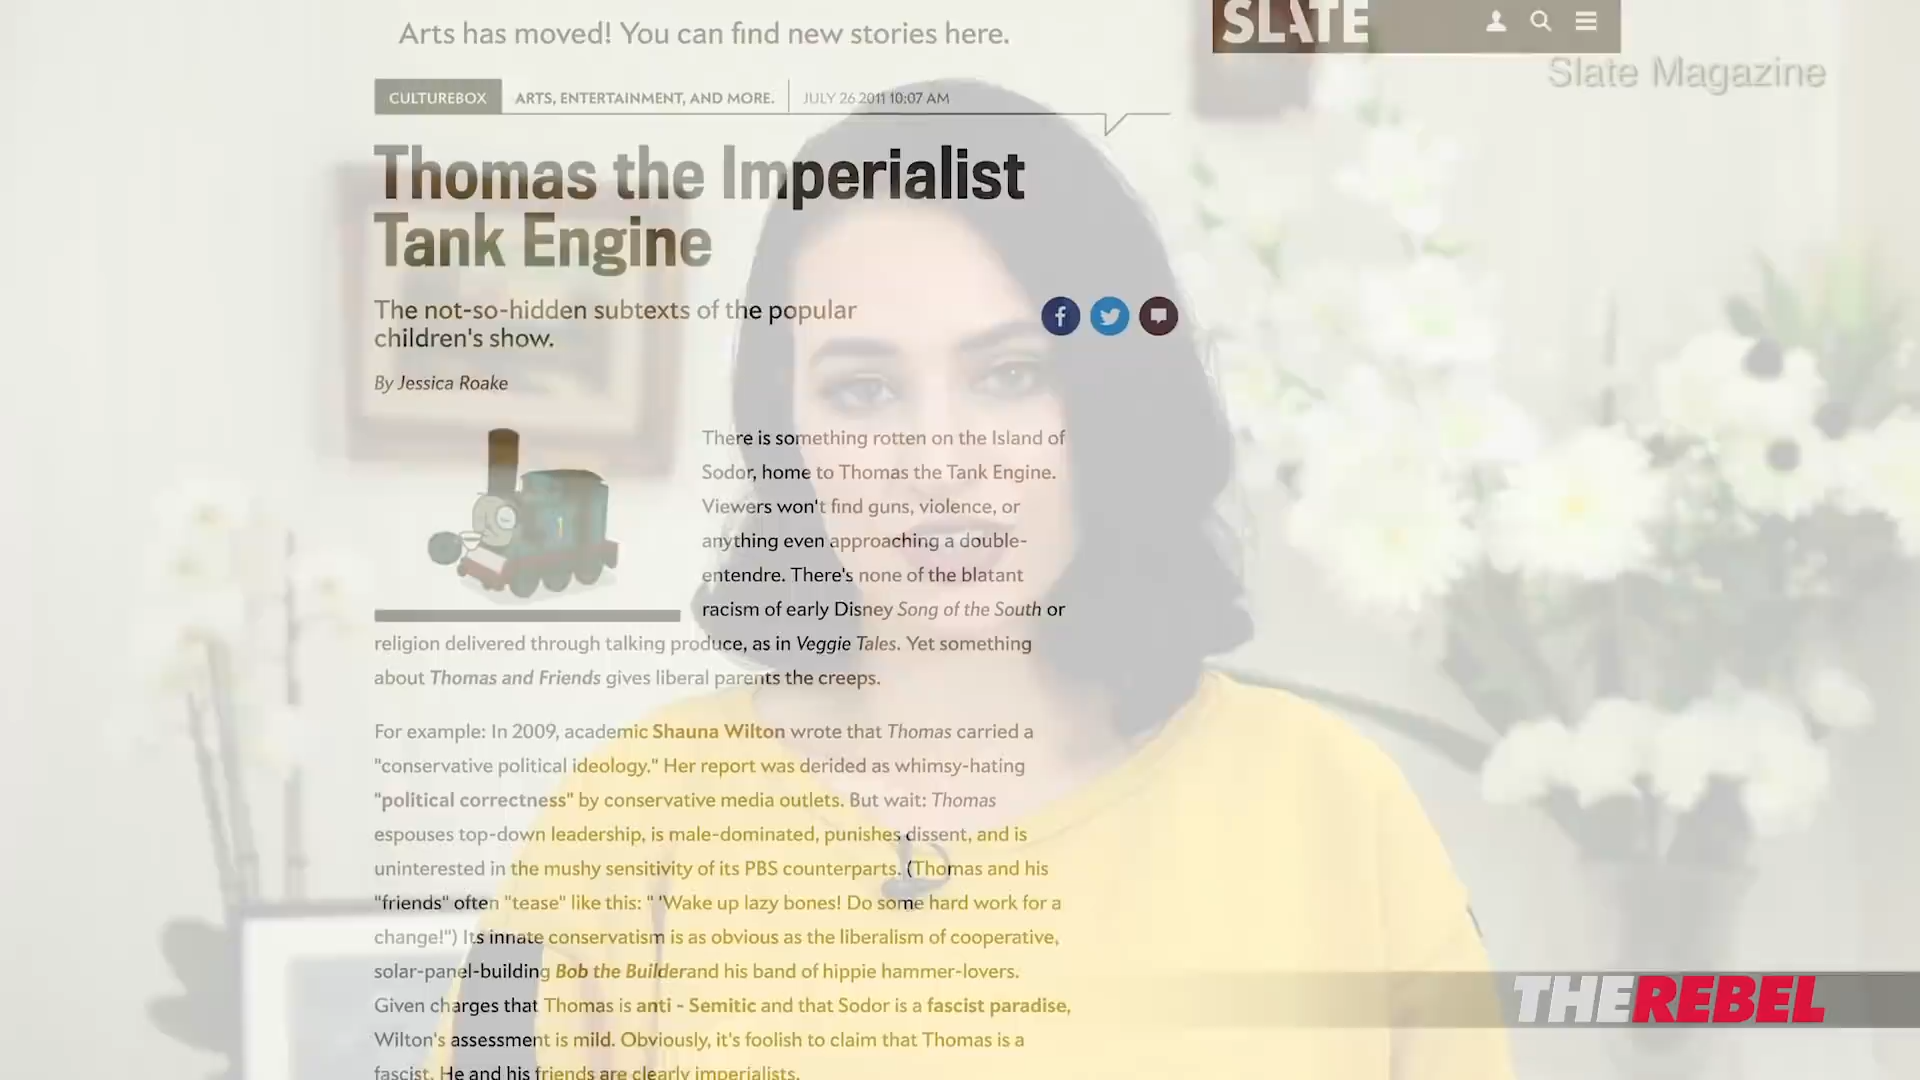 Arts has moved! You can find new stories here.
SLATE
Slate Magazine
CULTUREBOX ARTS, ENTERTAINMENT, AND MORE. JULY 26 2011 10:07 AM
Thomas the Imperialist
Tank Engine
The not-so-hidden subtexts of the popular
children's show.
By Jessica Roake
There is something rotten on the Island of
Sodor, home to Thomas the Tank Engine.
Viewers won't find guns, violence, or
anything even approaching a double-
entendre. There's none of the blatant
racism of early Disney Song of the South or
religion delivered through talking produce, as in Veggie Tales. Yet something
about Thomas and Friends gives liberal parents the creeps.
For example: In 2009, academic Shauna Wilton wrote that Thomas carried a
"conservative political ideology." Her report was derided as whimsy-hating
"political correctness" by conservative media outlets. But wait: Thomas
espouses top-down leadership, is male-dominated, punishes dissent, and is
uninterested in the mushy sensitivity of its PBS counterparts. (Thomas and his
"friends" often "tease" like this: " 'Wake up lazy bones! Do some hard work for a
change!") Its innate conservatism is as obvious as the liberalism of cooperative,
solar-panel-building Bob the Builderand his band of hippie hammer-lovers.
Given charges that Thomas is anti - Semitic and that Sodor is a fascist paradise,
Wilton's assessment is mild. Obviously, it's foolish to claim that Thomas is a
fascist. He and his friends are clearly imperialists.
THE REBEL